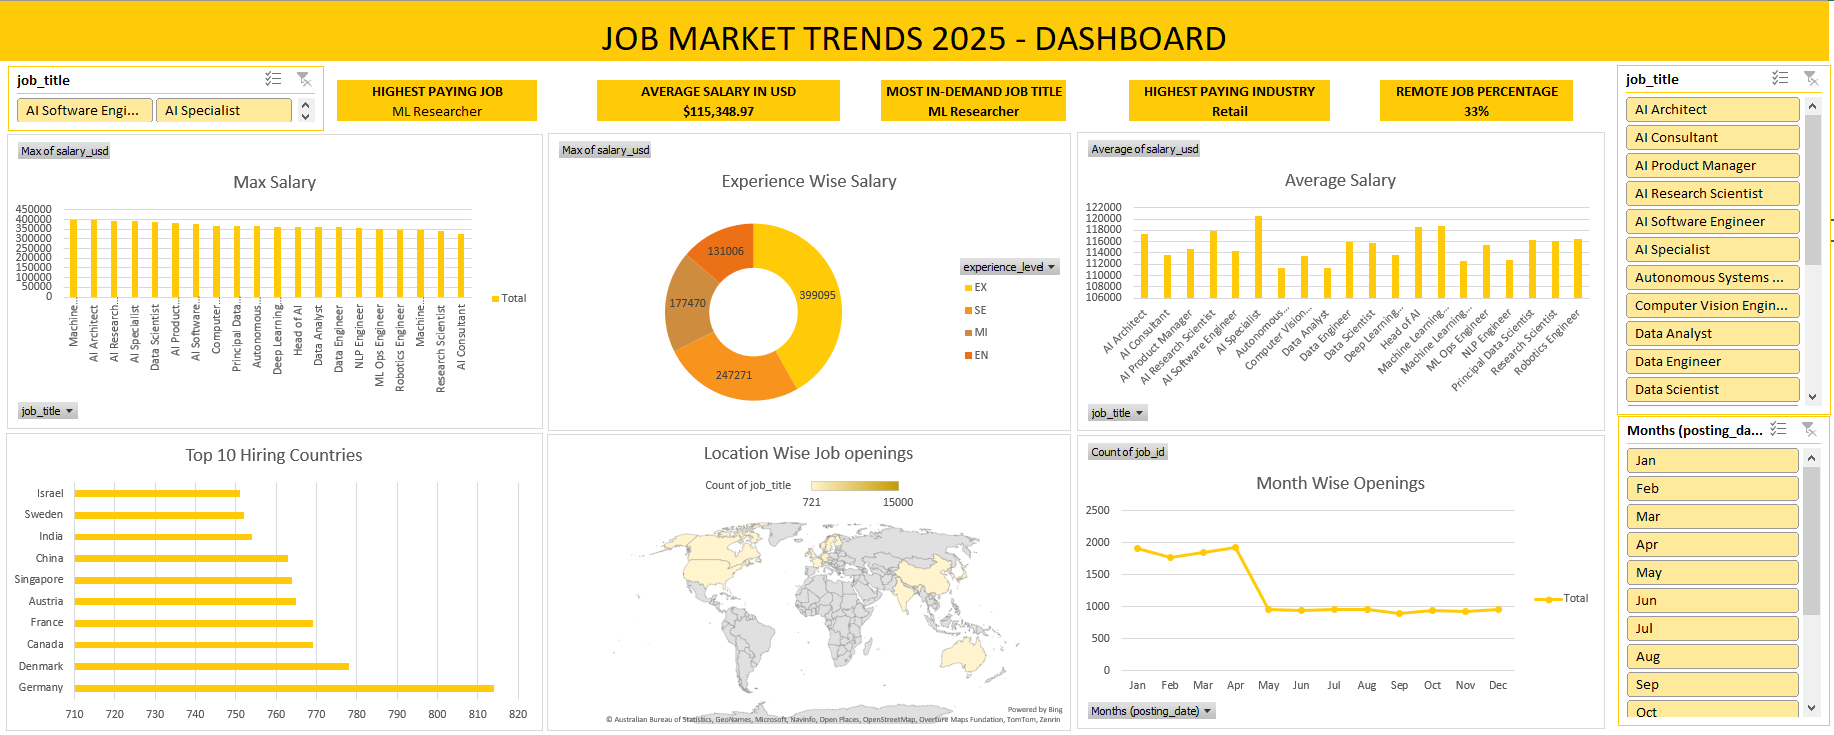 JOB MARKET TRENDS 2025 - DASHBOARD
job_title
AI Software Engi...
AI Specialist
HIGHEST PAYING JOB
ML Researcher
AVERAGE SALARY IN USD
$115,348.97
MOST IN-DEMAND JOB TITLE
ML Researcher
HIGHEST PAYING INDUSTRY
Retail
REMOTE JOB PERCENTAGE
33%
Max of salary_usd
Max Salary
450000
400000
350000
300000
250000
200000
150000
100000
50000
0
Machine...
AI Architect
AI Research...
AI Specialist
Data Scientist
AI Product...
AI Software...
Computer...
Principal Data...
Autonomous...
Deep Learning...
Head of AI
Data Analyst
Data Engineer
NLP Engineer
ML Ops Engineer
Robotics Engineer
Machine...
Research Scientist
AI Consultant
Total
job_title
Max of salary_usd
Experience Wise Salary
131006
399095
177470
247271
experience_level
EX
SE
MI
EN
Average of salary_usd
Average Salary
122000
120000
118000
116000
114000
112000
110000
108000
106000
AI Architect
AI Consultant
AI Product Manager
AI Research Scientist
AI Software Engineer
AI Specialist
Autonomous...
Computer Vision...
Data Analyst
Data Engineer
Data Scientist
Deep Learning...
Head of AI
Machine Learning...
Machine Learning...
ML Ops Engineer
NLP Engineer
Principal Data Scientist
Research Scientist
Robotics Engineer
job_title
job_title
AI Architect
AI Consultant
AI Product Manager
AI Research Scientist
AI Software Engineer
AI Specialist
Autonomous Systems ...
Computer Vision Engin...
Data Analyst
Data Engineer
Data Scientist
Top 10 Hiring Countries
Israel
Sweden
India
China
Singapore
Austria
France
Canada
Denmark
Germany
710 720 730 740 750 760 770 780 790 800 810 820
Location Wise Job openings
Count of job_title
721 15000
Powered by Bing
© Australian Bureau of Statistics, GeoNames, Microsoft, Navinfo, Open Places, OpenStreetMap, Overture Maps Fundation, TomTom, Zenrin
Count of job_id
Month Wise Openings
2500
2000
1500
1000
500
0
Jan Feb Mar Apr May Jun Jul Aug Sep Oct Nov Dec
Total
Months (posting_date)
Months (posting_da...
Jan
Feb
Mar
Apr
May
Jun
Jul
Aug
Sep
Oct